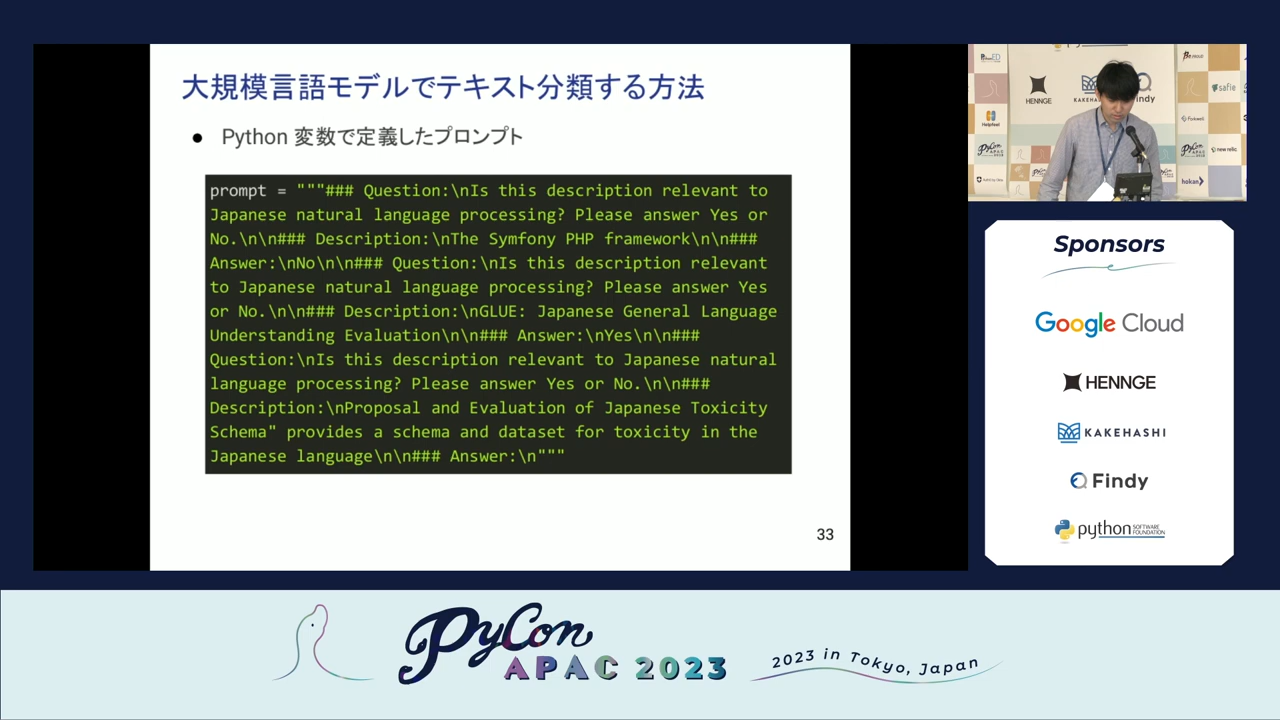 大規模言語モデルでテキスト分類する方法
● Python 変数で定義したプロンプト
prompt = """### Question:\nIs this description relevant to
Japanese natural language processing? Please answer Yes or
No.\n\n### Description:\nThe Symfony PHP framework\n\n###
Answer:\nNo\n\n### Question:\nIs this description relevant
to Japanese natural language processing? Please answer Yes
or No.\n\n### Description:\nGLUE: Japanese General Language
Understanding Evaluation\n\n### Answer:\nYes\n\n###
Question:\nIs this description relevant to Japanese natural
language processing? Please answer Yes or No.\n\n###
Description:\nProposal and Evaluation of Japanese Toxicity
Schema" provides a schema and dataset for toxicity in the
Japanese language\n\n### Answer:\n"""
33
HENNGE
safie
Helpfeel
new relic
hokan
Sponsors
Google Cloud
HENNGE
KAKEHASHI
Findy
python SOFTWARE FOUNDATION
PyCon
APAC 2023
2023 in Tokyo, Japan